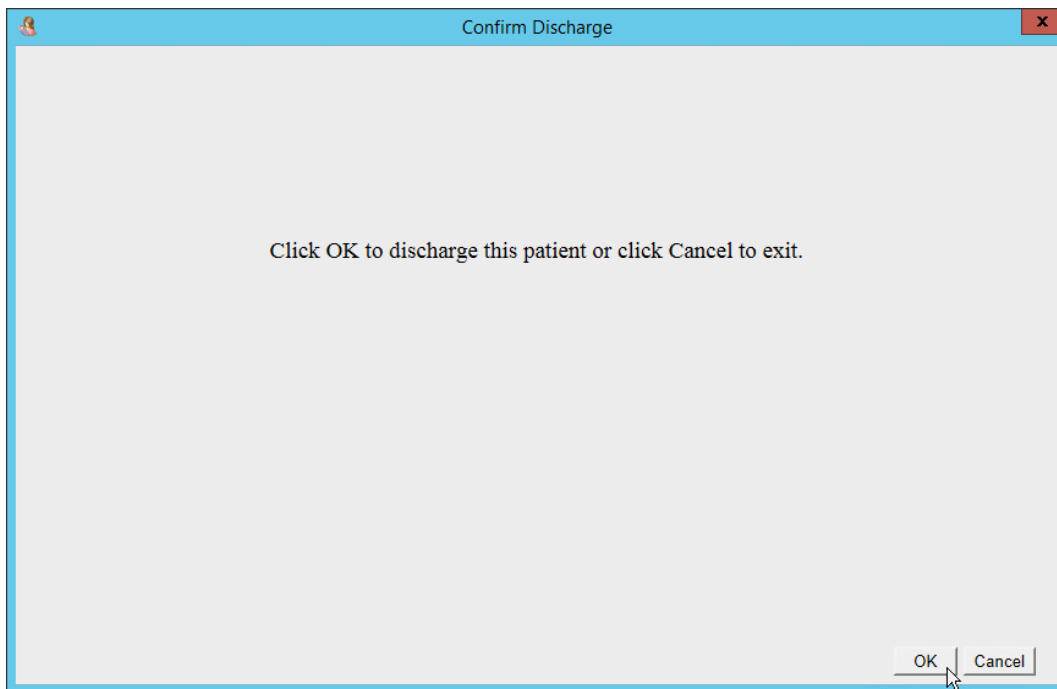 Confirm Discharge
x
Click OK to discharge this patient or click Cancel to exit.
OK Cancel